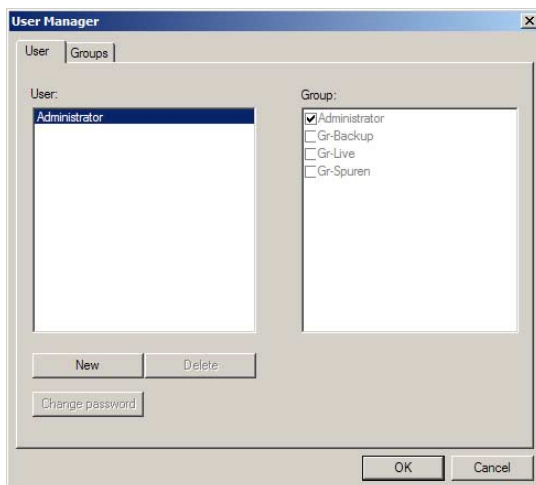 User Manager
User Groups
User:
Administrator
Group:
Administrator
Gr-Backup
Gr-Live
Gr-Spuren
New Delete
Change password
OK Cancel